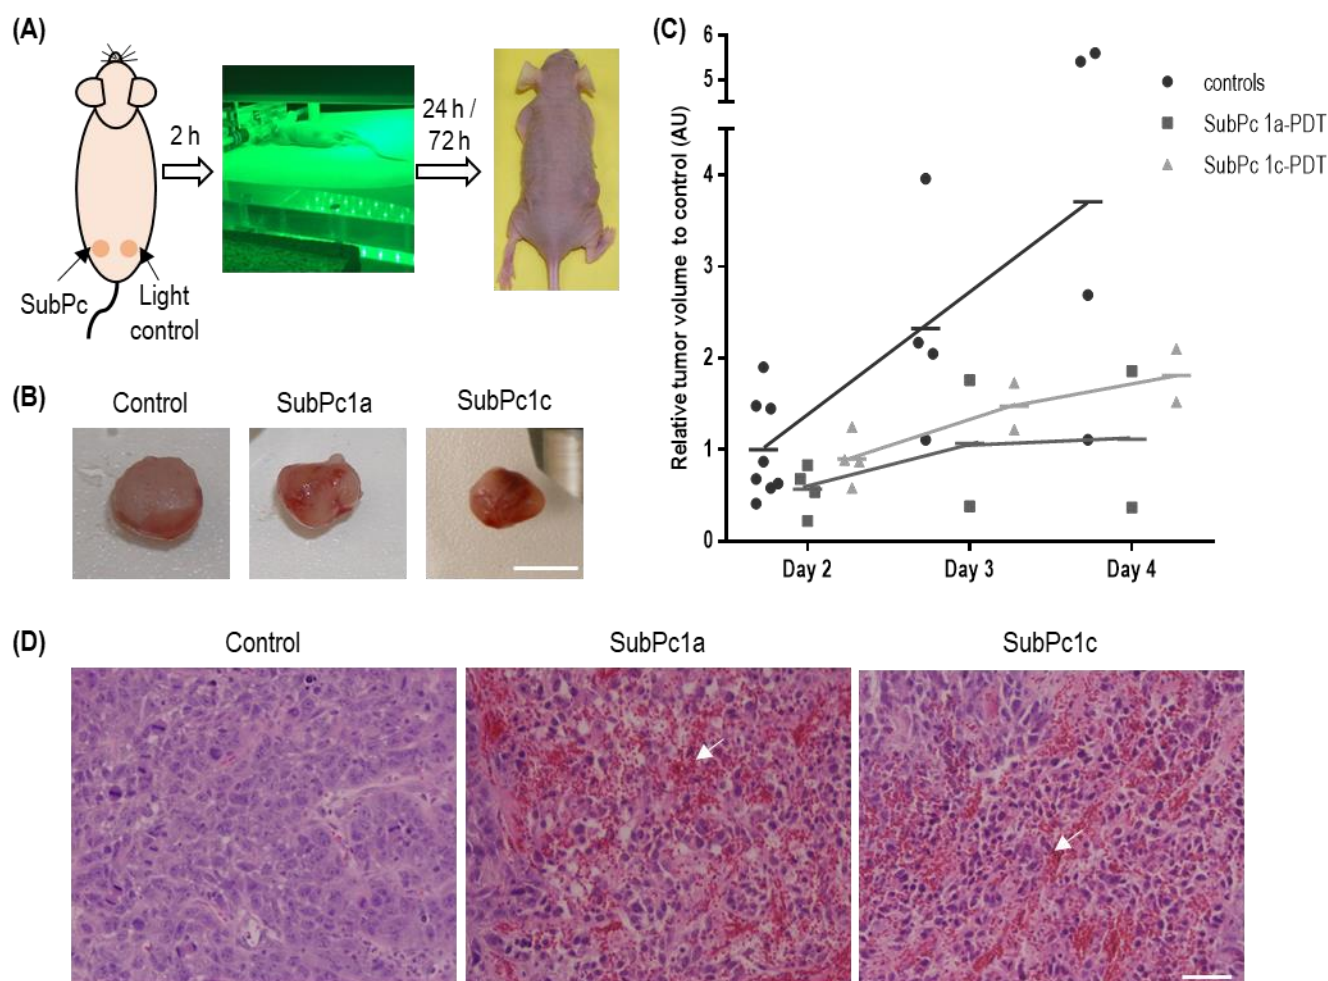 (A)
2 h
24 h /
72 h
SubPc
Light
control
(B)
Control
SubPc1a
SubPc1c
(C)
Relative tumor volume to control (AU)
6
5
4
3
2
1
0
Day 2
Day 3
Day 4
controls
SubPc 1a-PDT
SubPc 1c-PDT
(D)
Control
SubPc1a
SubPc1c